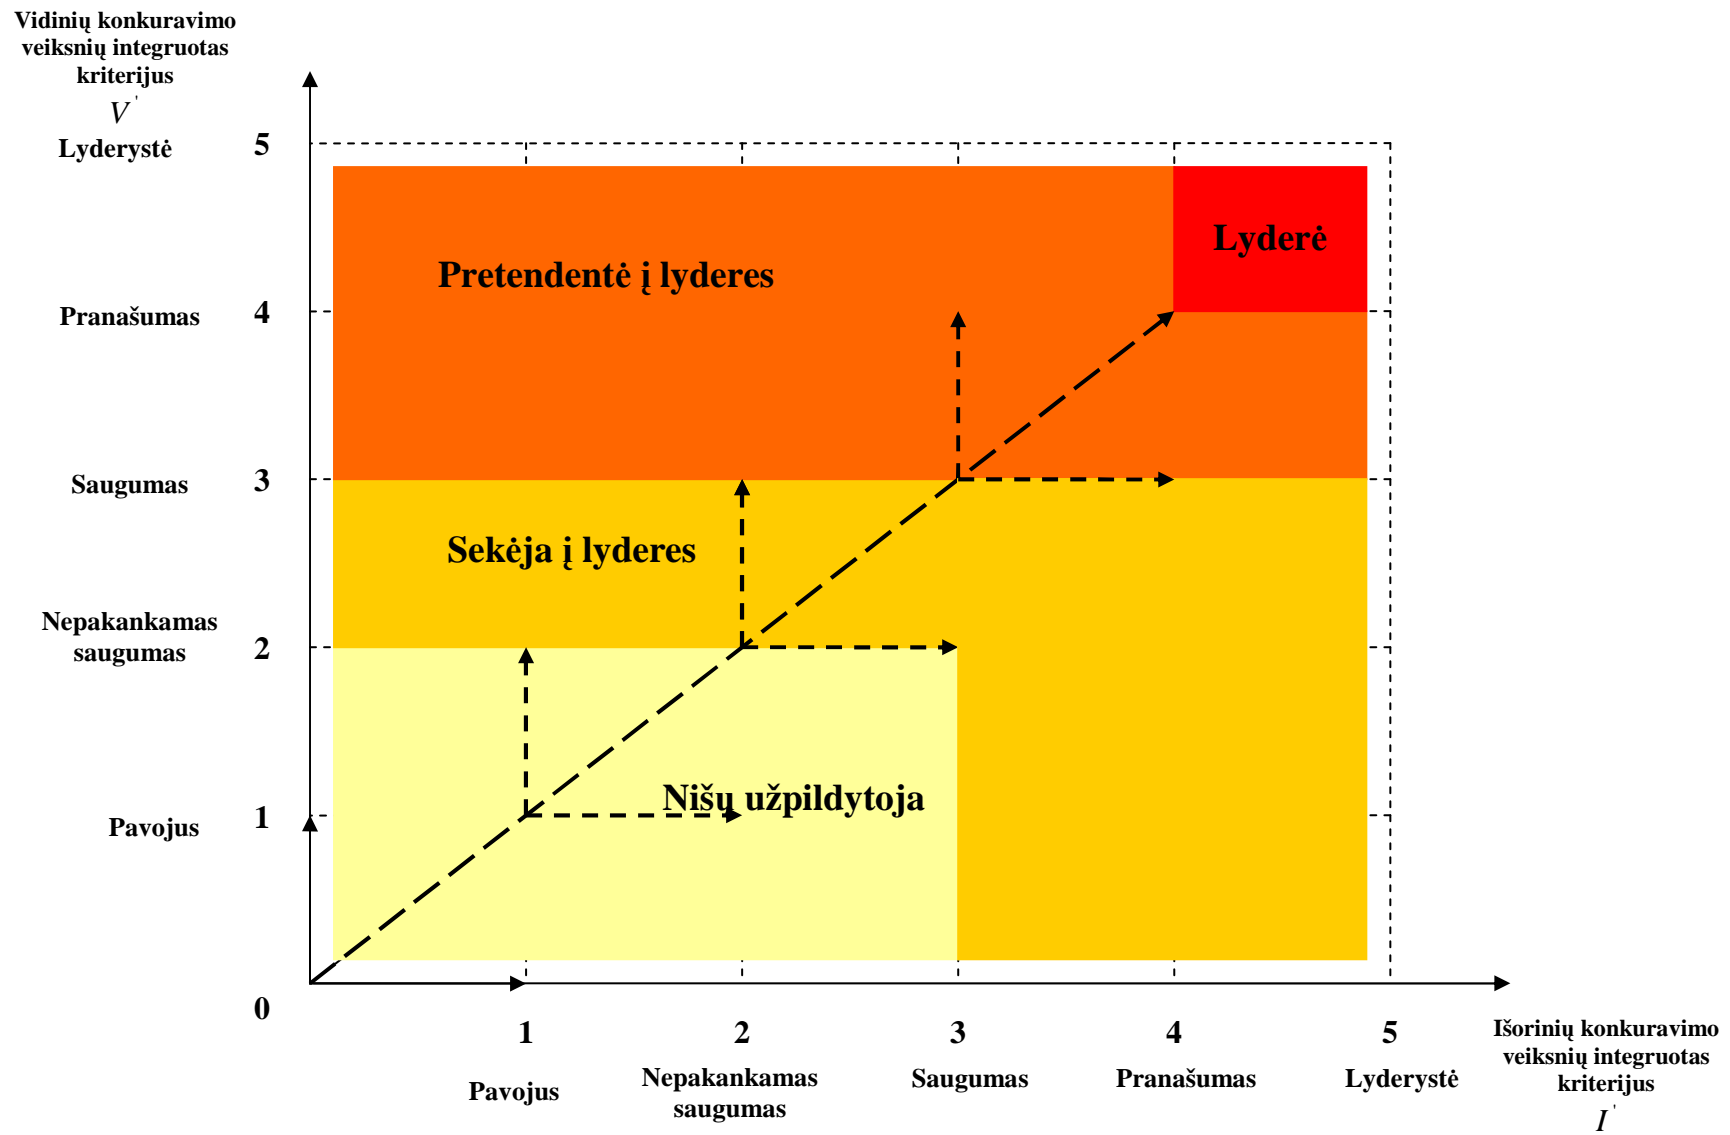 Vidinių konkuravimo
veiksnių integruotas
kriterijus
V'
Lyderystė
5
Lyderė
Pretendentė į lyderes
Pranašumas
4
Saugumas
3
Sekėja į lyderes
Nepakankamas
saugumas
2
Nišų užpildytoja
Pavojus
1
0
1
2
3
4
5
Pavojus
Nepakankamas
saugumas
Saugumas
Pranašumas
Lyderystė
Išorinių konkuravimo
veiksnių integruotas
kriterijus
I'